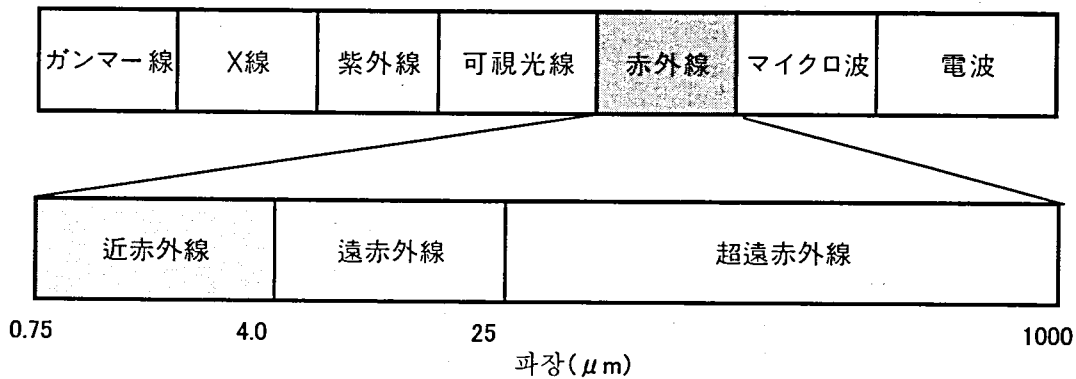 ガンマー線 X線 紫外線 可視光線 赤外線 マイクロ波 電波
近赤外線 遠赤外線 超遠赤外線
0.75 4.0 25 1000
파장(μm)